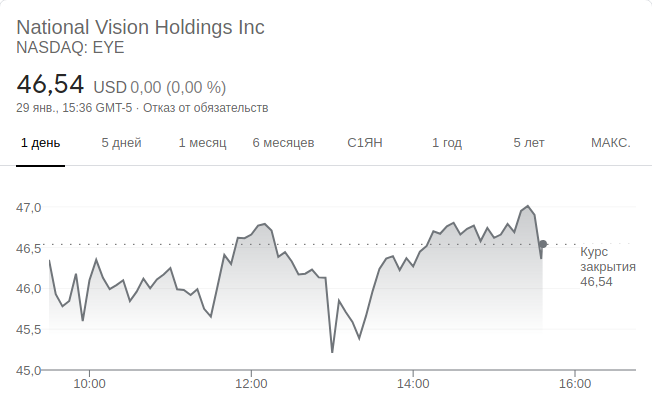 National Vision Holdings Inc
NASDAQ: EYE
46,54 USD 0,00 (0,00 %)
29 янв., 15:36 GMT-5 · Отказ от обязательств
1 день 5 дней 1 месяц 6 месяцев С1ЯН 1 год 5 лет МАКС.
47,0
46,5
Курс
закрытия
46,54
46,0
45,5
45,0
10:00 12:00 14:00 16:00